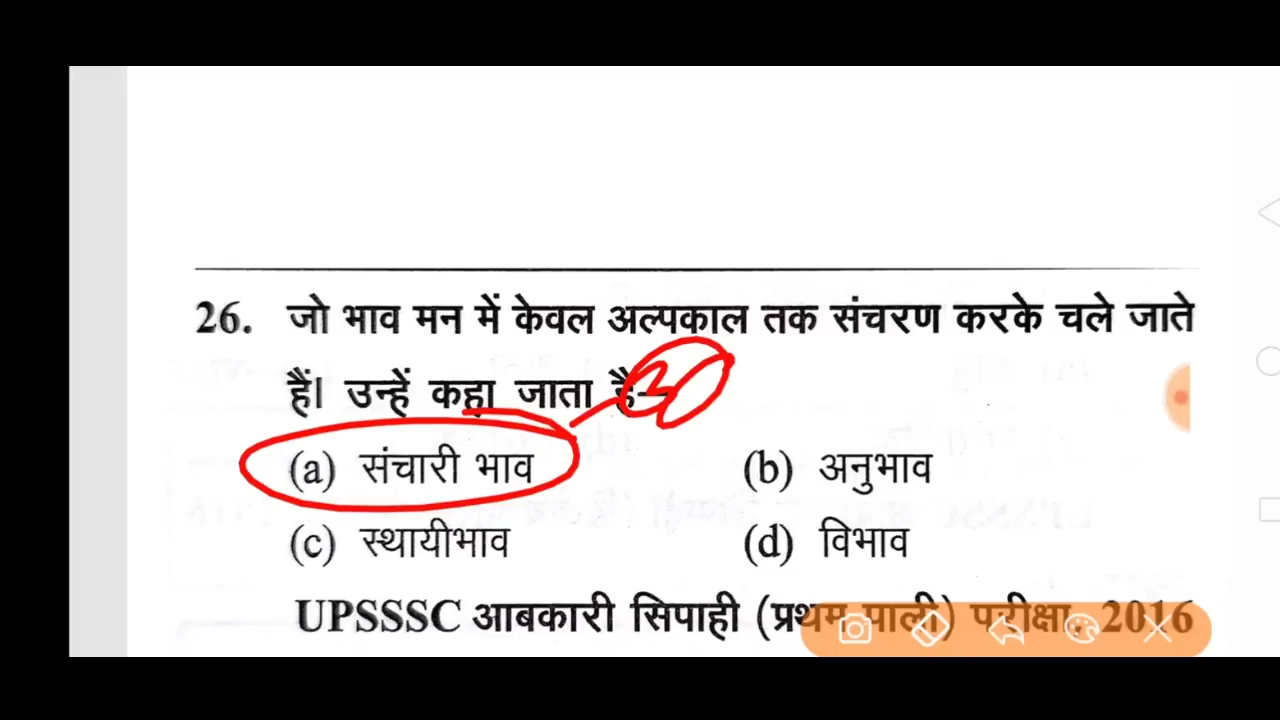 26. जो भाव मन में केवल अल्पकाल तक संचरण करके चले जाते
हैं। उन्हें कहा जाता है–
(a) संचारी भाव (b) अनुभाव
(c) स्थायीभाव (d) विभाव
UPSSSC आबकारी सिपाही (प्रथम पाली) परीक्षा, 2016